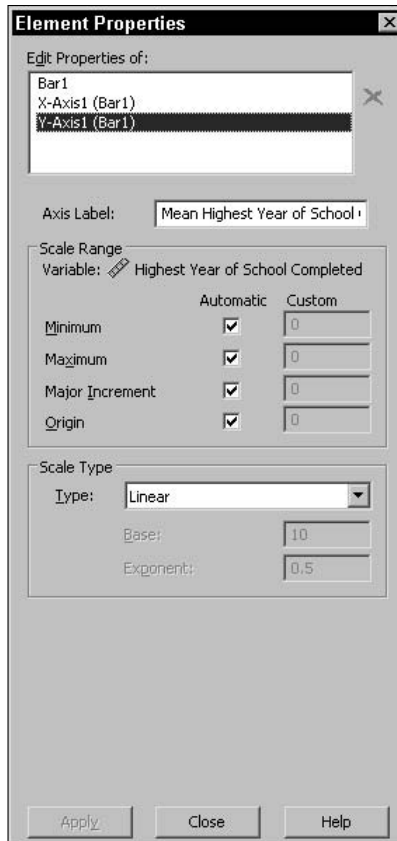 Element Properties
Edit Properties of:
Bar1
X-Axis1 (Bar1)
Y-Axis1 (Bar1)
Axis Label: Mean Highest Year of School
Scale Range
Variable: Highest Year of School Completed
Automatic Custom
Minimum 0
Maximum 0
Major Increment 0
Origin 0
Scale Type
Type: Linear
Base: 10
Exponent: 0.5
Apply Close Help